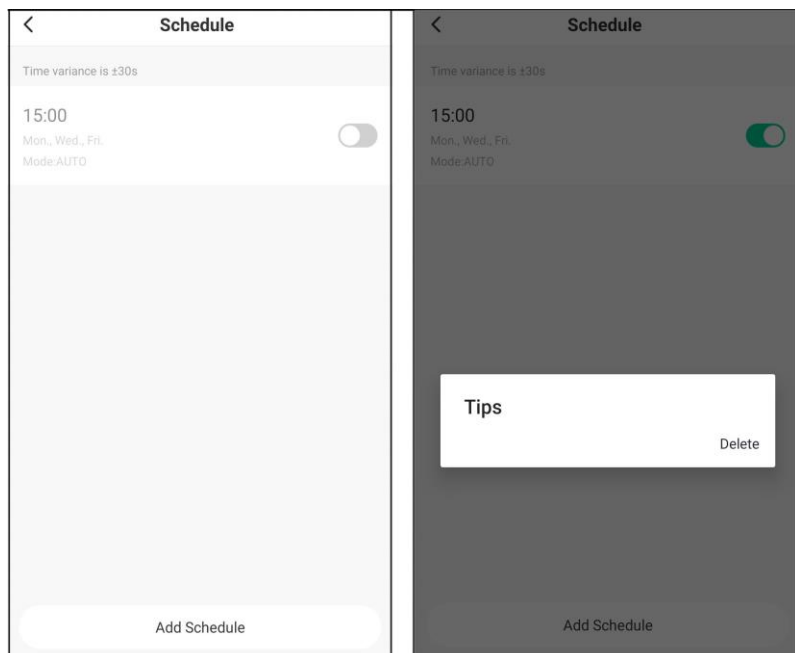 Schedule
Time variance is ±30s
15:00
Mon., Wed., Fri.
Mode:AUTO
Add Schedule
Schedule
Time variance is ±30s
15:00
Mon., Wed., Fri.
Mode:AUTO
Tips
Delete
Add Schedule